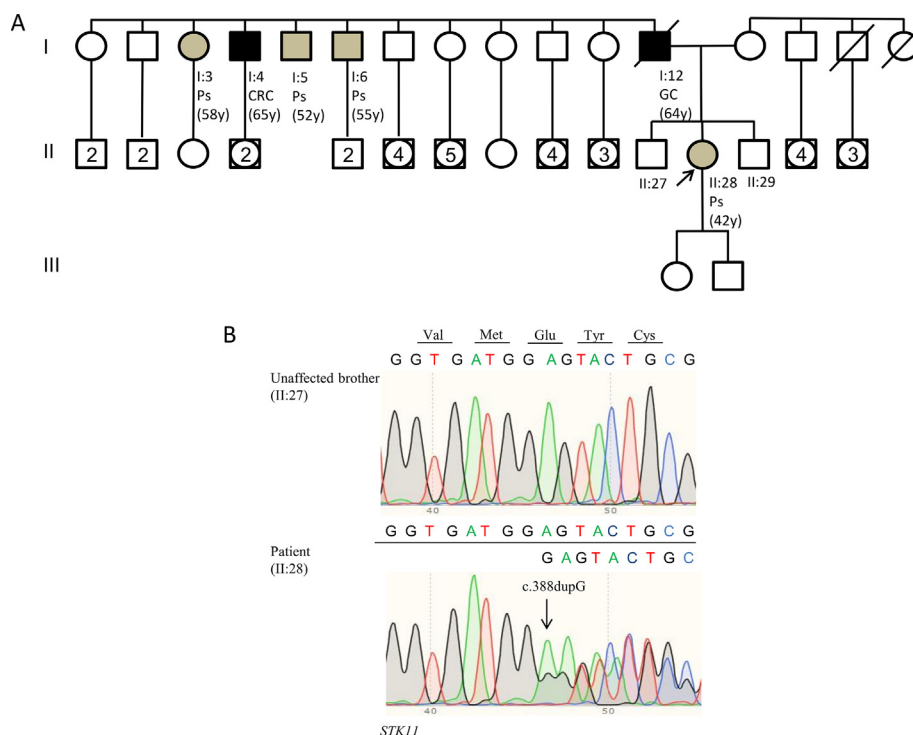 A
I
I:3
Ps
(58y)
I:4
CRC
(65y)
I:5
Ps
(52y)
I:6
Ps
(55y)
I:12
GC
(64y)
II
2
2
2
2
4
5
4
3
4
3
II:27
II:28
Ps
(42y)
II:29
III
B
Val Met Glu Tyr Cys
G G T G A T G G A G T A C T G C G
Unaffected brother
(II:27)
40 50
G G T G A T G G A G T A C T G C G
Patient
(II:28)
G A G T A C T G C
c.388dupG
40 50
STK11